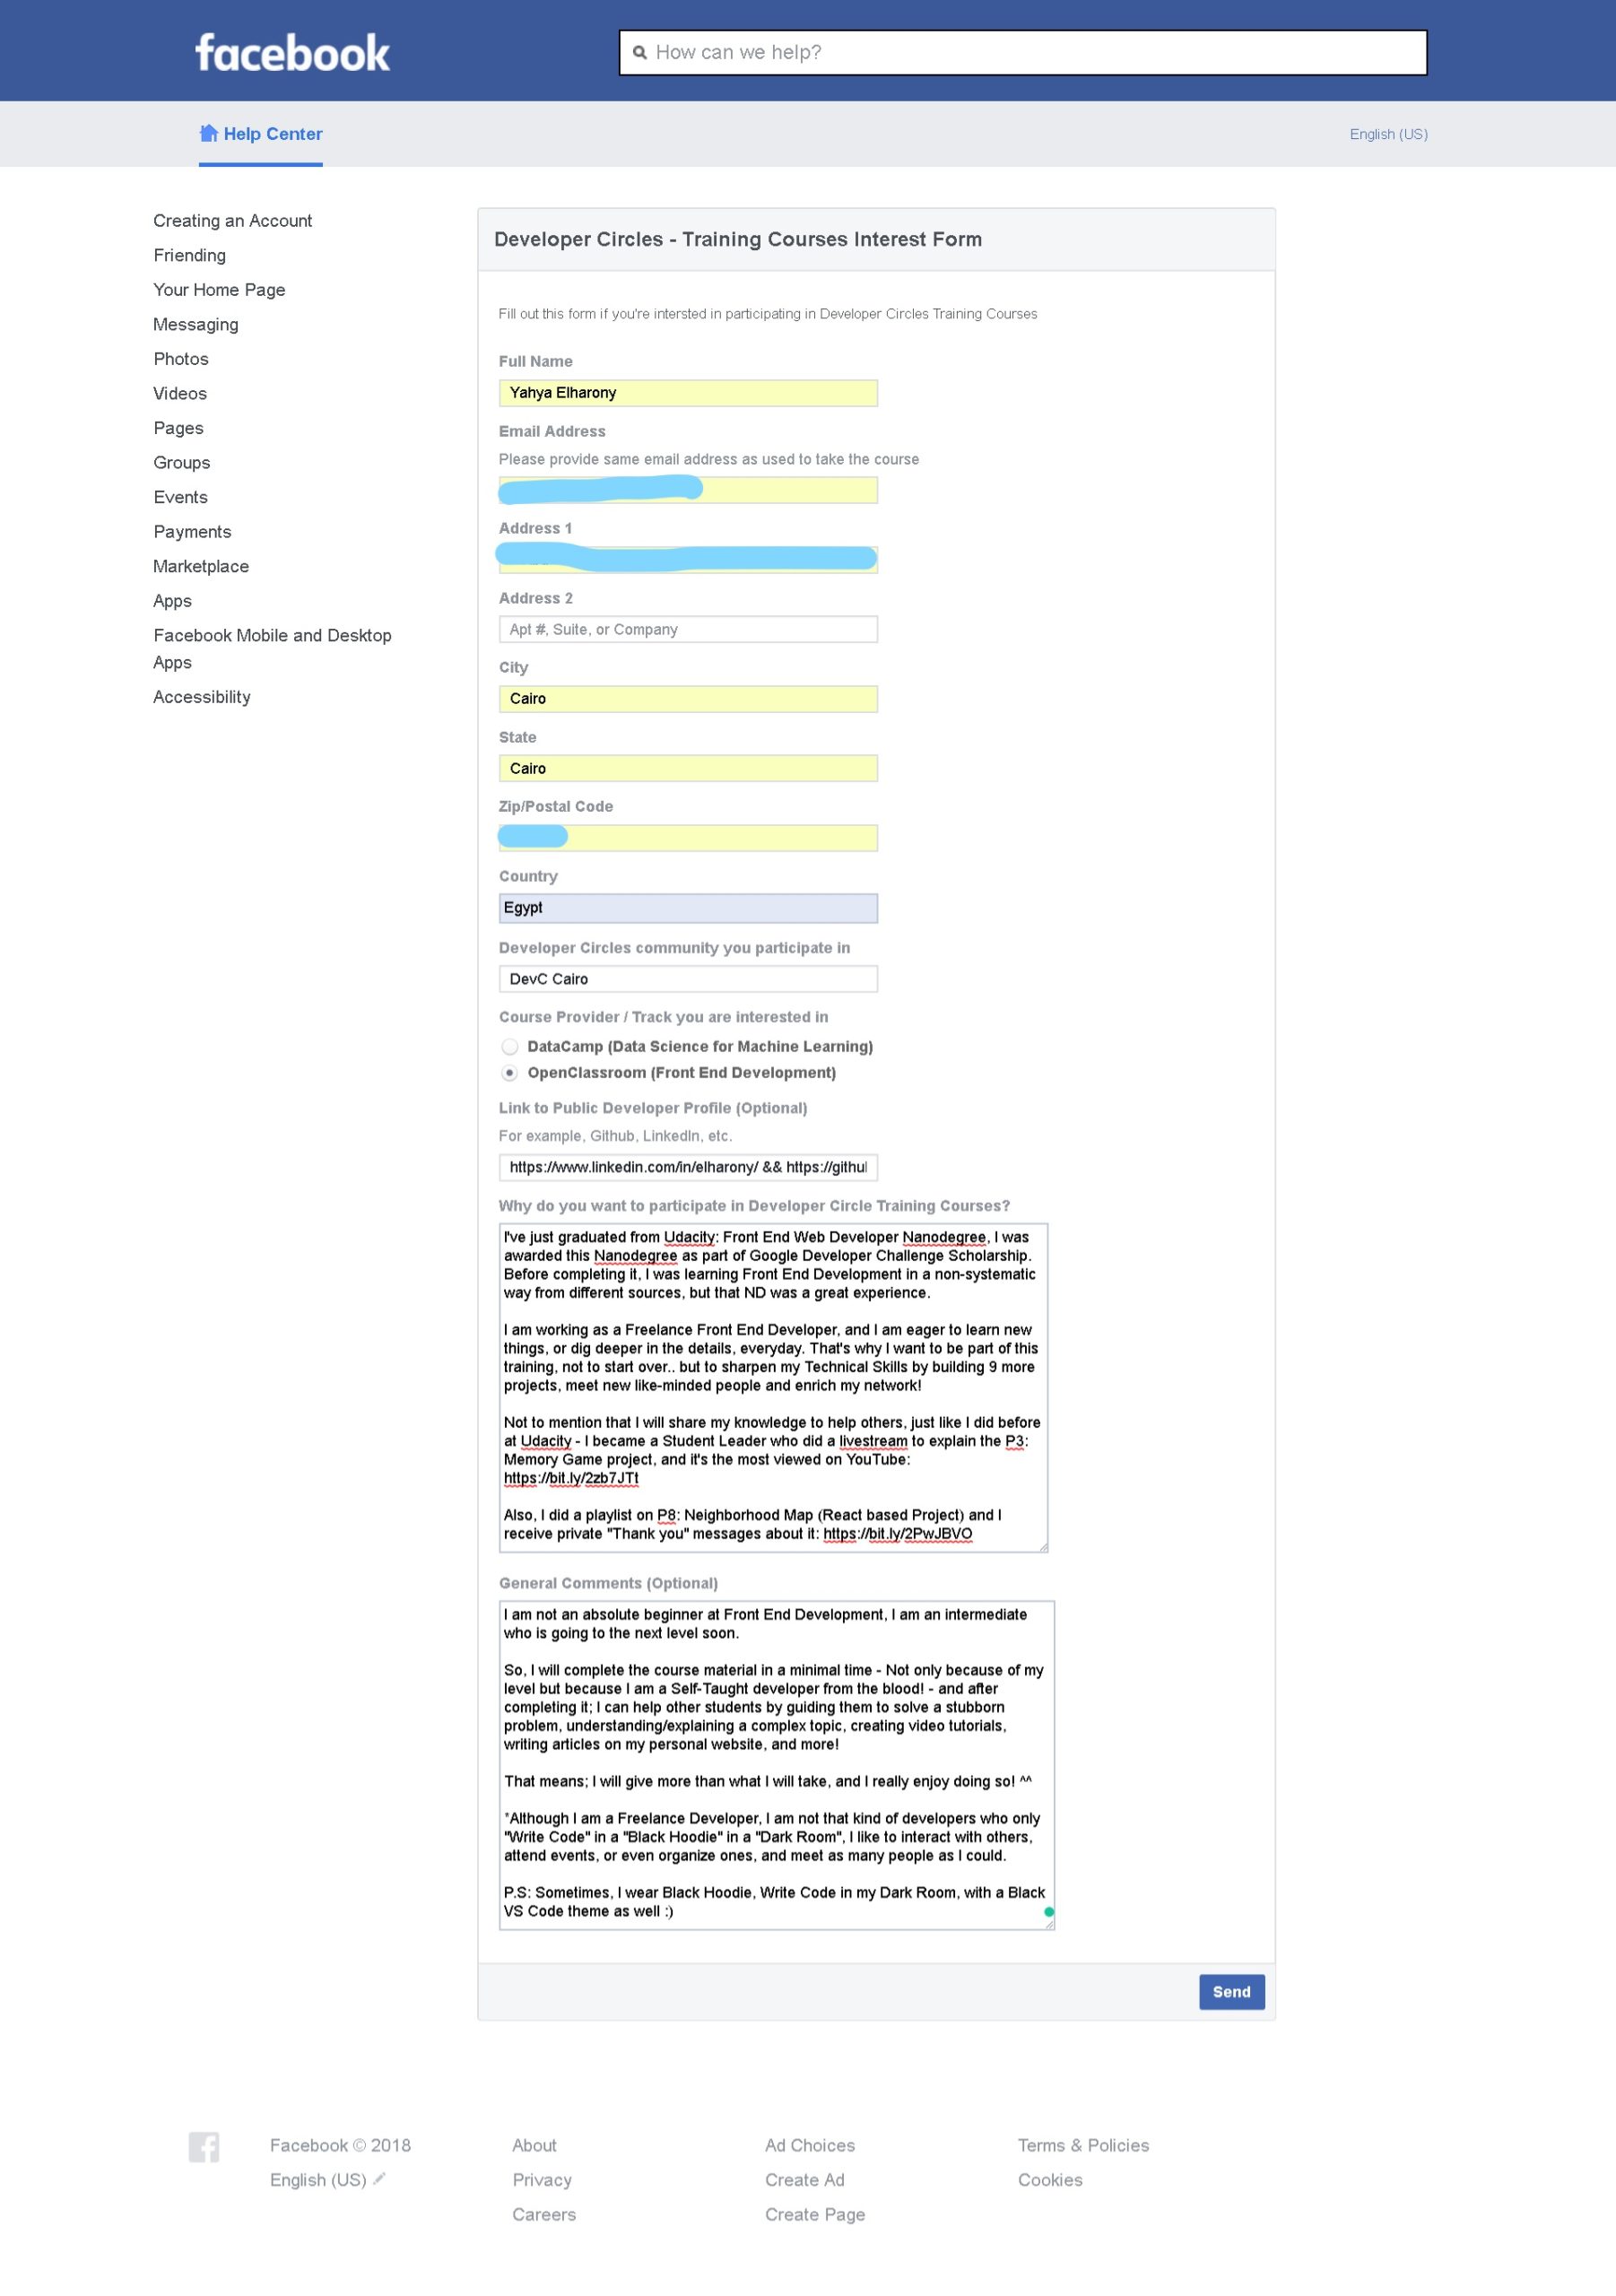 facebook
How can we help?
Help Center
English (US)
Creating an Account
Friending
Your Home Page
Messaging
Photos
Videos
Pages
Groups
Events
Payments
Marketplace
Apps
Facebook Mobile and Desktop
Apps
Accessibility
Developer Circles - Training Courses Interest Form
Fill out this form if you're intersted in participating in Developer Circles Training Courses
Full Name
Yahya Elharony
Email Address
Please provide same email address as used to take the course
Address 1
Address 2
Apt #, Suite, or Company
City
Cairo
State
Cairo
Zip/Postal Code
Country
Egypt
Developer Circles community you participate in
DevC Cairo
Course Provider / Track you are interested in
DataCamp (Data Science for Machine Learning)
OpenClassroom (Front End Development)
Link to Public Developer Profile (Optional)
For example, Github, LinkedIn, etc.
https://www.linkedin.com/in/elharony/ && https://githu
Why do you want to participate in Developer Circle Training Courses?
I've just graduated from Udacity: Front End Web Developer Nanodegree, I was
awarded this Nanodegree as part of Google Developer Challenge Scholarship.
Before completing it, I was learning Front End Development in a non-systematic
way from different sources, but that ND was a great experience.
I am working as a Freelance Front End Developer, and I am eager to learn new
things, or dig deeper in the details, everyday. That's why I want to be part of this
training, not to start over.. but to sharpen my Technical Skills by building 9 more
projects, meet new like-minded people and enrich my network!
Not to mention that I will share my knowledge to help others, just like I did before
at Udacity - I became a Student Leader who did a livestream to explain the P3:
Memory Game project, and it's the most viewed on YouTube:
https://bit.ly/2zb7JTt
Also, I did a playlist on P8: Neighborhood Map (React based Project) and I
receive private "Thank you" messages about it: https://bit.ly/2PwJBVO
General Comments (Optional)
I am not an absolute beginner at Front End Development, I am an intermediate
who is going to the next level soon.
So, I will complete the course material in a minimal time - Not only because of my
level but because I am a Self-Taught developer from the blood! - and after
completing it; I can help other students by guiding them to solve a stubborn
problem, understanding/explaining a complex topic, creating video tutorials,
writing articles on my personal website, and more!
That means; I will give more than what I will take, and I really enjoy doing so! ^^
*Although I am a Freelance Developer, I am not that kind of developers who only
"Write Code" in a "Black Hoodie" in a "Dark Room", I like to interact with others,
attend events, or even organize ones, and meet as many people as I could.
P.S: Sometimes, I wear Black Hoodie, Write Code in my Dark Room, with a Black
VS Code theme as well :)
Send
Facebook © 2018
English (US)
About
Privacy
Careers
Ad Choices
Create Ad
Create Page
Terms & Policies
Cookies